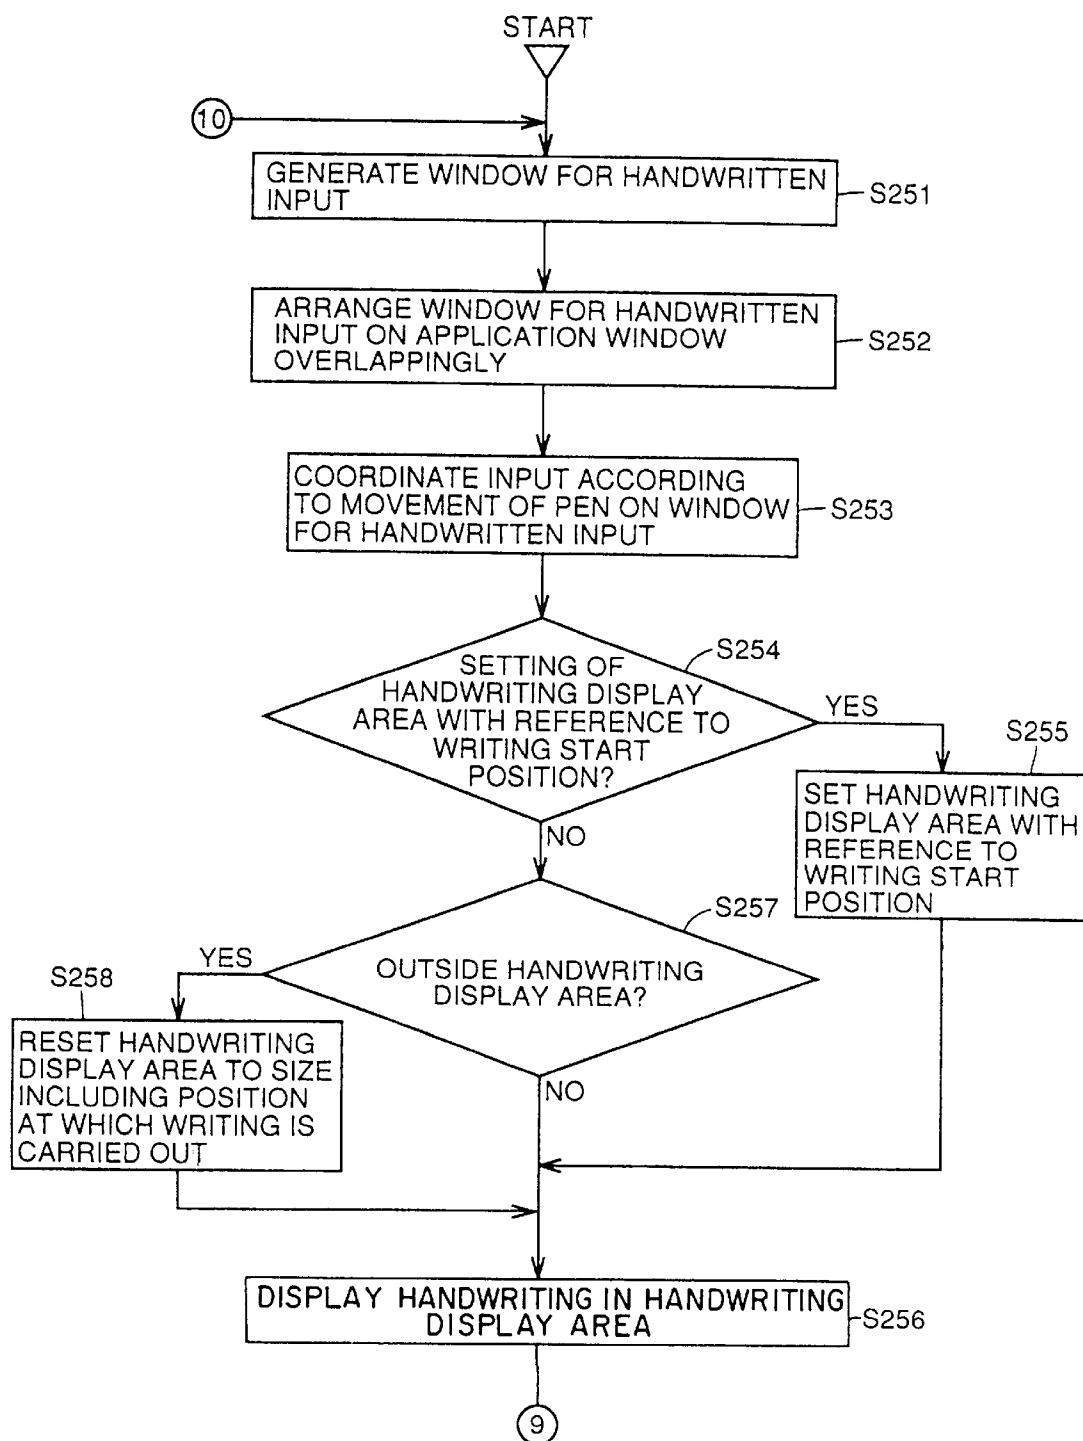 START
10
GENERATE WINDOW FOR HANDWRITTEN
INPUT
S251
ARRANGE WINDOW FOR HANDWRITTEN
INPUT ON APPLICATION WINDOW
OVERLAPPINGLY
S252
COORDINATE INPUT ACCORDING
TO MOVEMENT OF PEN ON WINDOW
FOR HANDWRITTEN INPUT
S253
SETTING OF
HANDWRITING DISPLAY
AREA WITH REFERENCE TO
WRITING START
POSITION?
S254
YES
NO
S255
SET HANDWRITING
DISPLAY AREA WITH
REFERENCE TO
WRITING START
POSITION
OUTSIDE HANDWRITING
DISPLAY AREA?
S257
YES
NO
S258
RESET HANDWRITING
DISPLAY AREA TO SIZE
INCLUDING POSITION
AT WHICH WRITING IS
CARRIED OUT
DISPLAY HANDWRITING IN HANDWRITING
DISPLAY AREA
S256
9